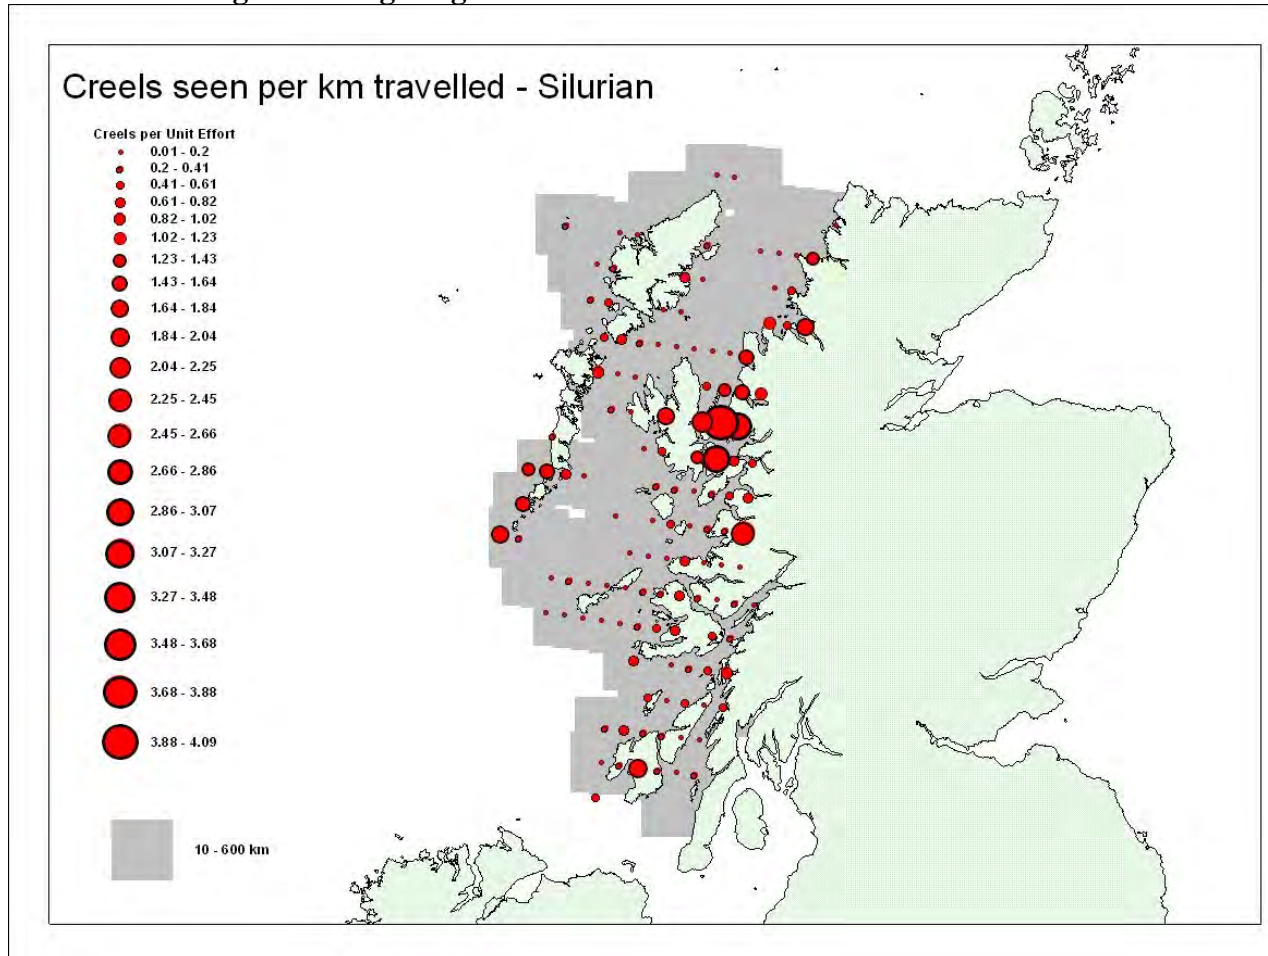 Creels seen per km travelled - Silurian
Creels per Unit Effort
0.01 - 0.2
0.2 - 0.41
0.41 - 0.61
0.61 - 0.82
0.82 - 1.02
1.02 - 1.23
1.23 - 1.43
1.43 - 1.64
1.64 - 1.84
1.84 - 2.04
2.04 - 2.25
2.25 - 2.45
2.45 - 2.66
2.66 - 2.86
2.86 - 3.07
3.07 - 3.27
3.27 - 3.48
3.48 - 3.68
3.68 - 3.88
3.88 - 4.09
10 - 600 km